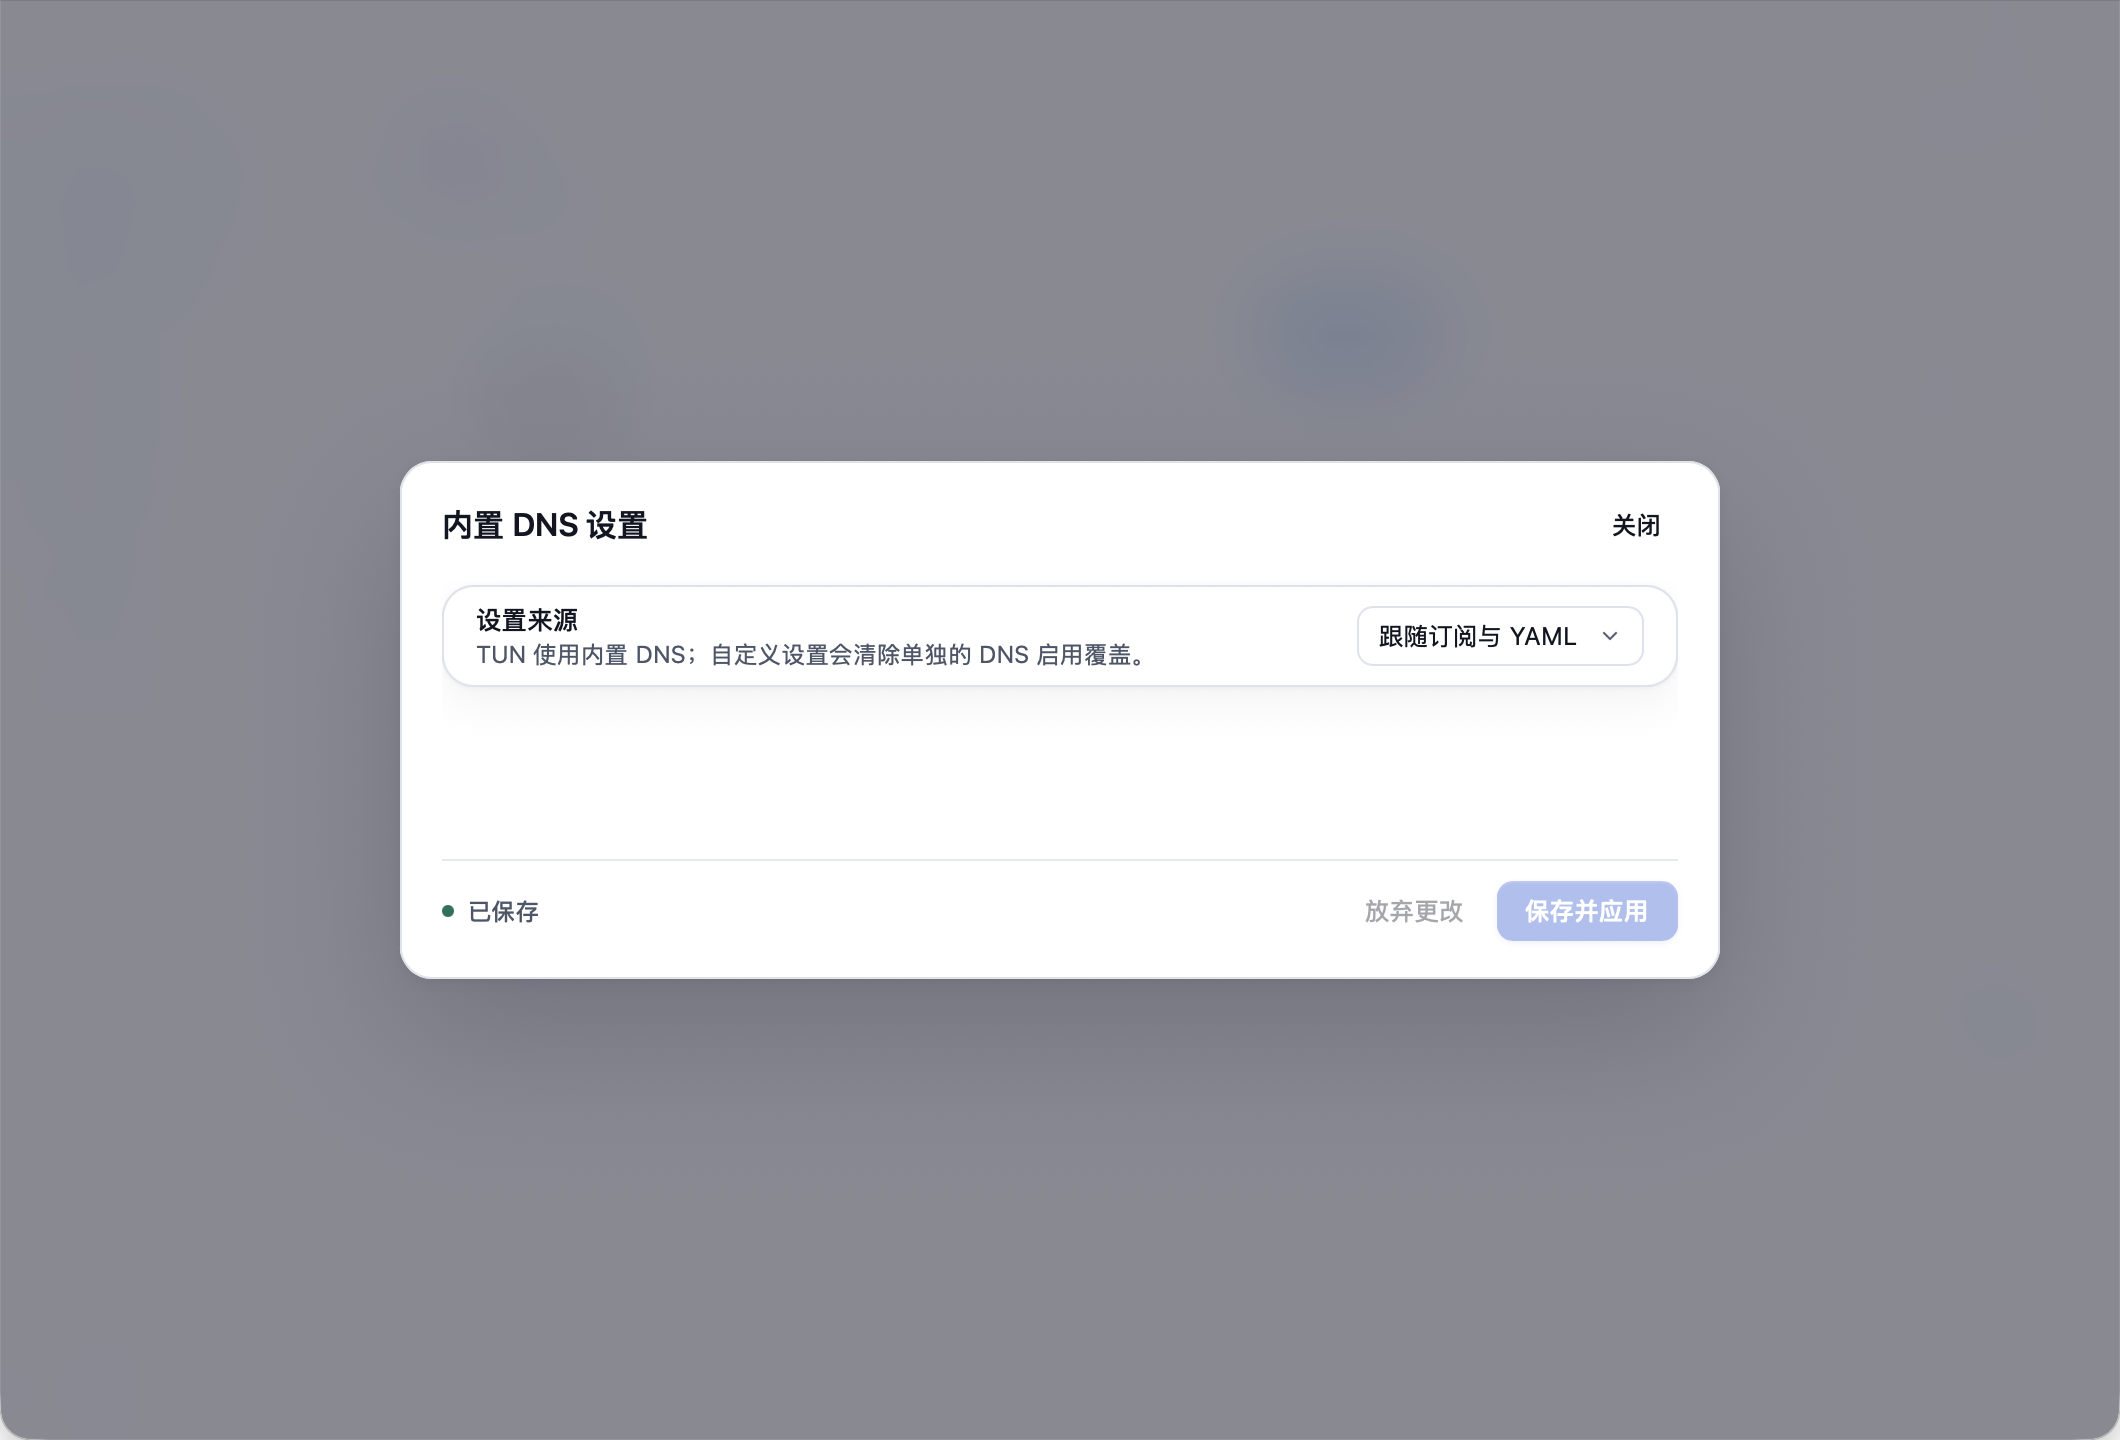 内置 DNS 设置
关闭
设置来源
TUN 使用内置 DNS；自定义设置会清除单独的 DNS 启用覆盖。
跟随订阅与 YAML
已保存
放弃更改
保存并应用